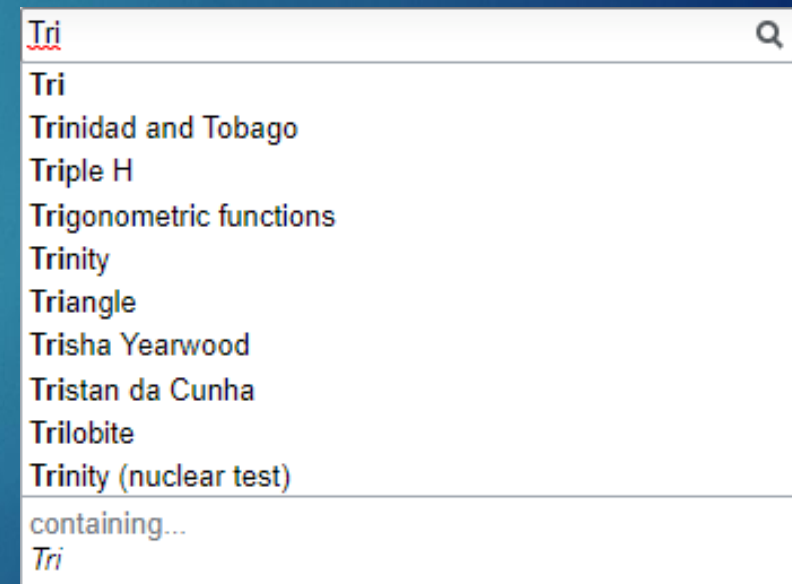 Tri
Tri
Trinidad and Tobago
Triple H
Trigonometric functions
Trinity
Triangle
Trisha Yearwood
Tristan da Cunha
Trilobite
Trinity (nuclear test)
containing...
Tri